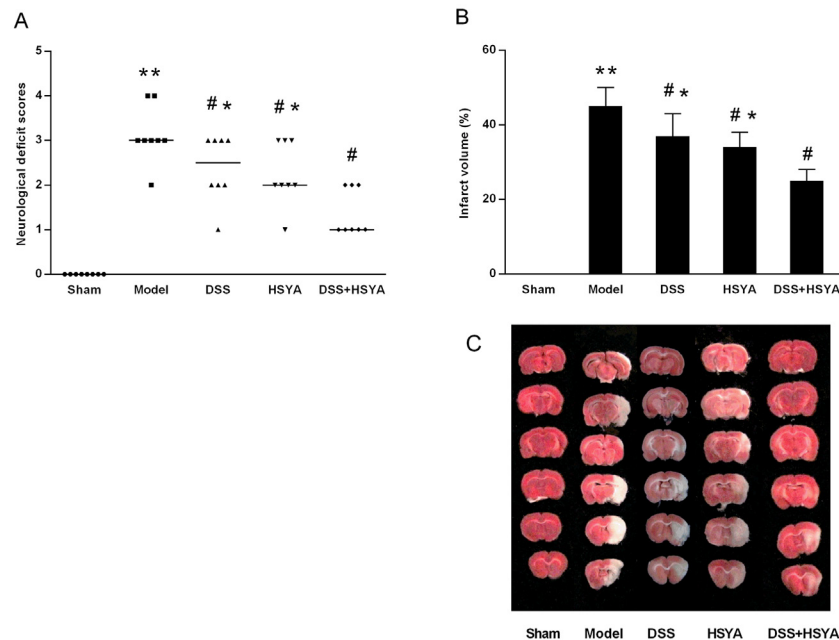 A
Neurological deficit scores
5
4
3
2
1
0
**
# *
# *
#
Sham Model DSS HSYA DSS+HSYA
B
Infarct volume (%)
60
40
20
0
**
# *
# *
#
Sham Model DSS HSYA DSS+HSYA
C
Sham Model DSS HSYA DSS+HSYA